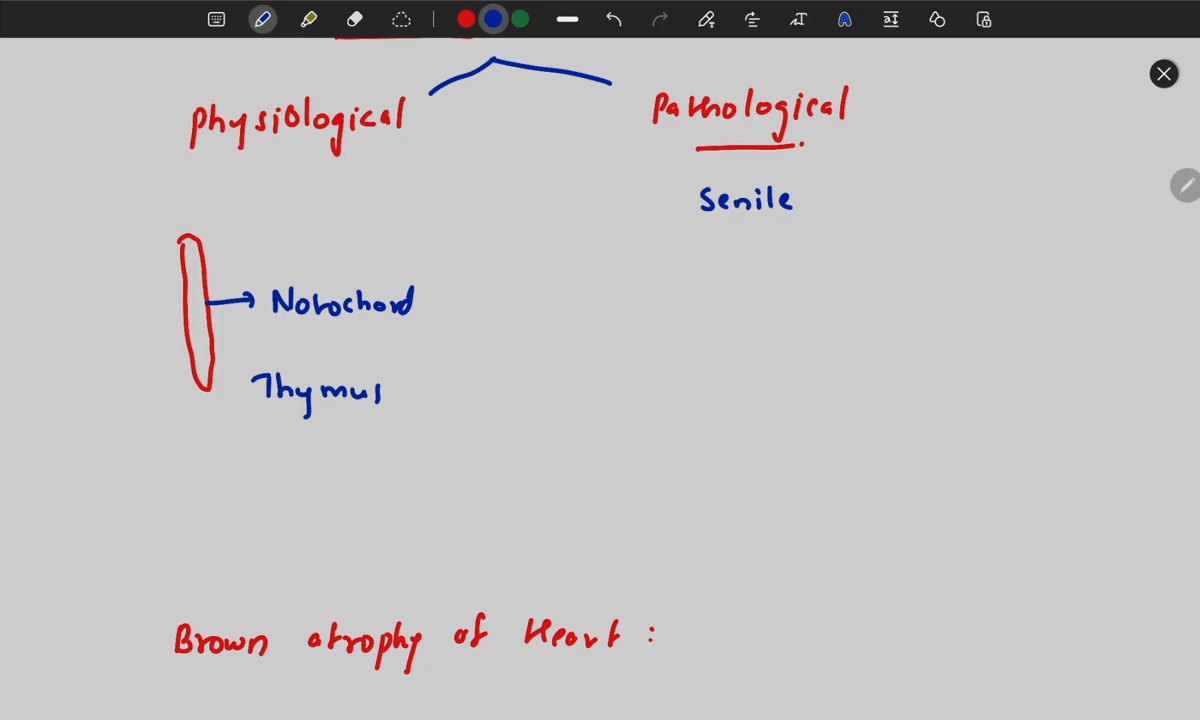 Physiological
Pathological
Senile
Notochord
Thymus
Brown atrophy of Heart :